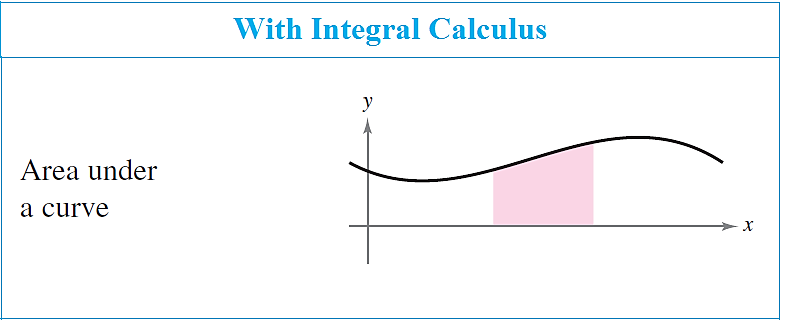 With Integral Calculus
y
Area under
a curve
x